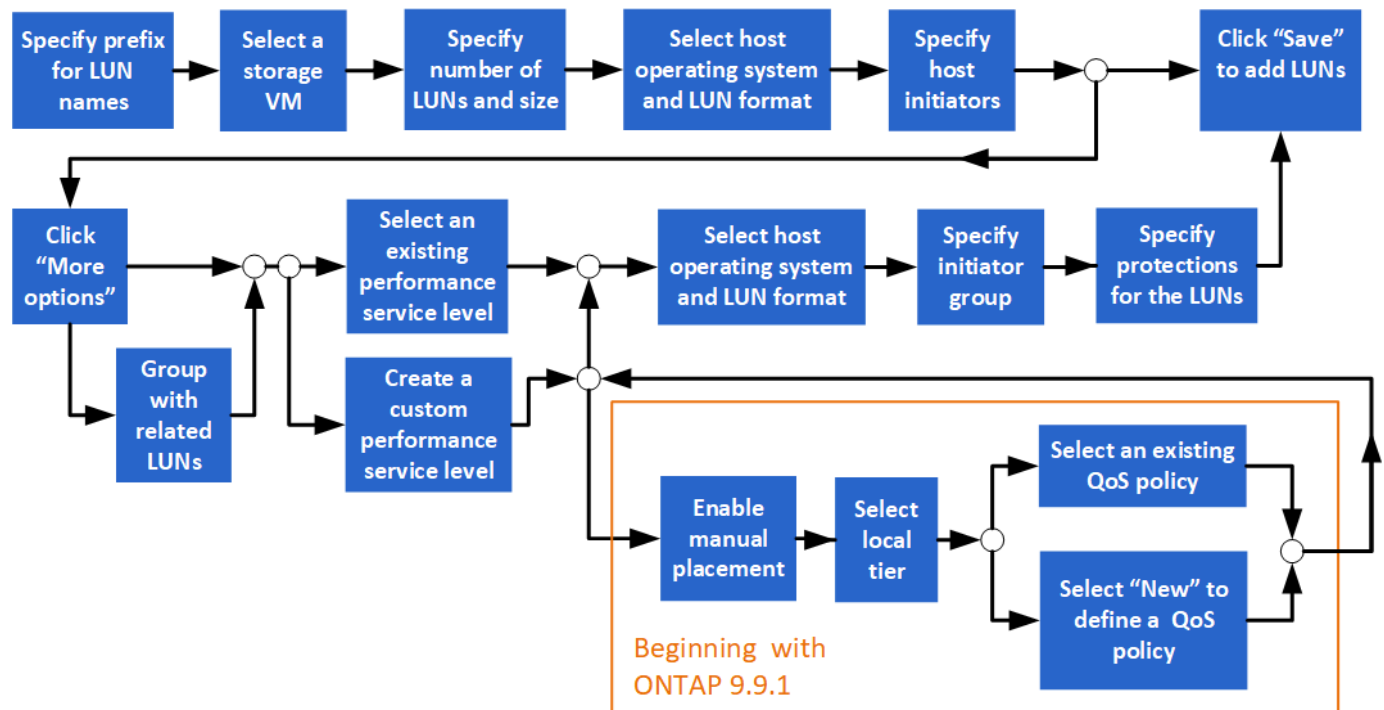 Specify prefix
for LUN
names
Select a
storage
VM
Specify
number of
LUNs and size
Select host
operating system
and LUN format
Specify
host
initiators
Click “Save”
to add LUNs
Click
“More
options”
Group
with
related
LUNs
Select an
existing
performance
service level
Create a
custom
performance
service level
Select host
operating system
and LUN format
Specify
initiator
group
Specify
protections
for the LUNs
Enable
manual
placement
Select
local
tier
Select an existing
QoS policy
Select “New” to
define a QoS
policy
Beginning with
ONTAP 9.9.1